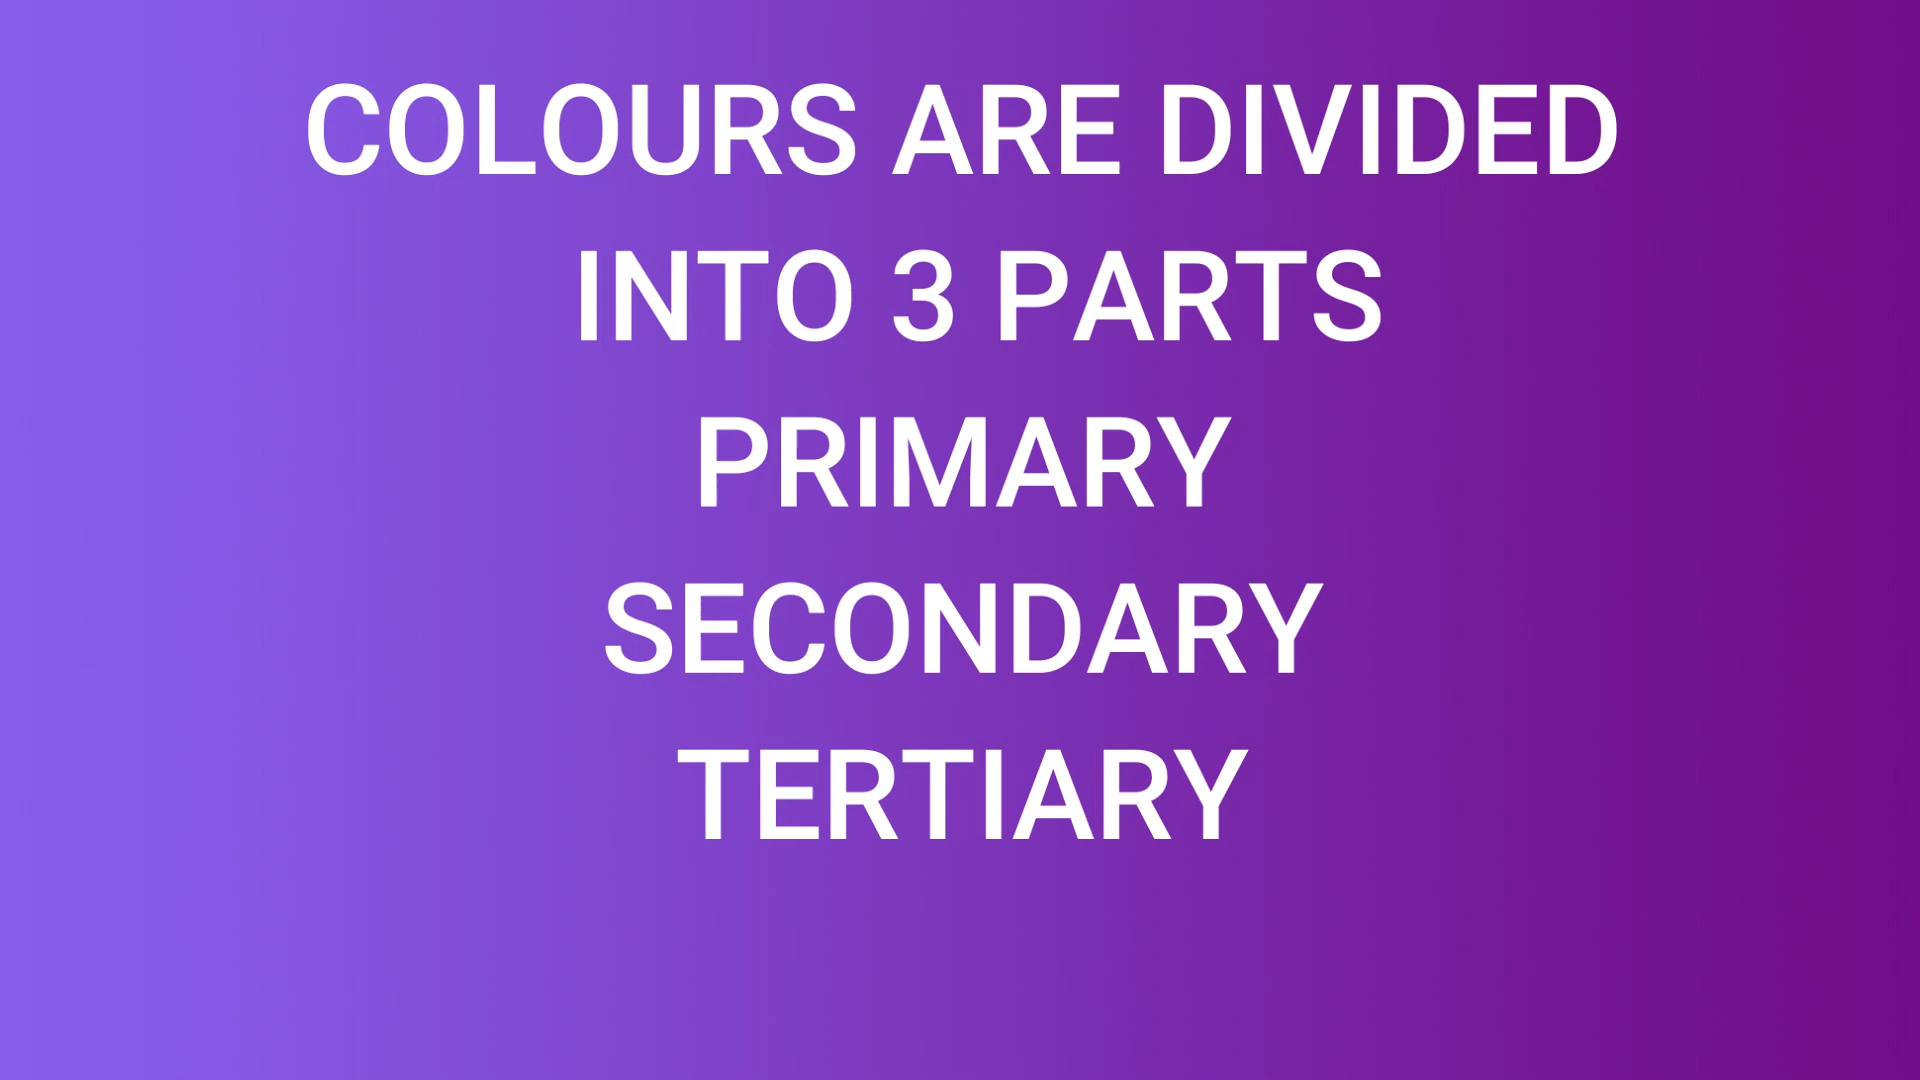 COLOURS ARE DIVIDED
INTO 3 PARTS
PRIMARY
SECONDARY
TERTIARY